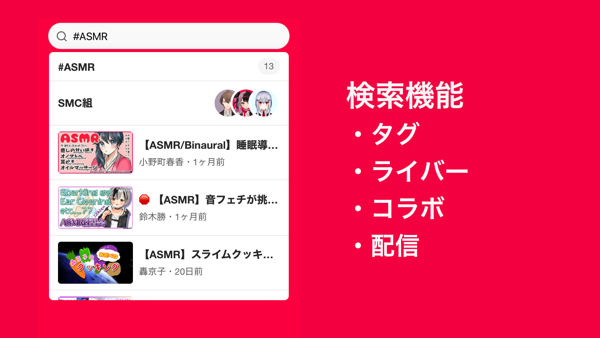 #ASMR
#ASMR
13
SMC組
ASMR
【ASMR/Binaural】睡眠導...
小野町春香・1ヶ月前
Ear Cleaning
🔴【ASMR】音フェチが挑...
鈴木勝・1ヶ月前
【ASMR】スライムクッキ...
轟京子・20日前
検索機能
・タグ
・ライバー
・コラボ
・配信